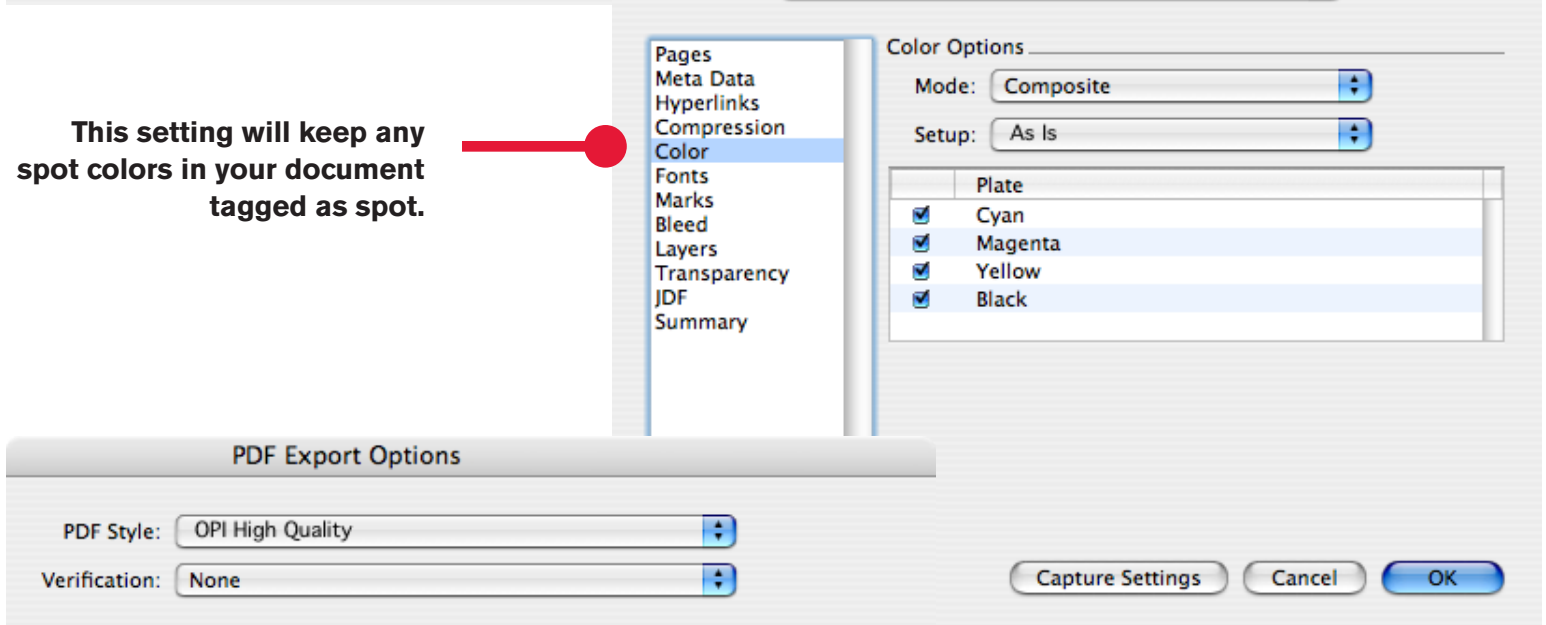 This setting will keep any
spot colors in your document
tagged as spot.
Pages
Meta Data
Hyperlinks
Compression
Color
Fonts
Marks
Bleed
Layers
Transparency
JDF
Summary
Color Options
Mode: Composite
Setup: As Is
Plate
Cyan
Magenta
Yellow
Black
PDF Export Options
PDF Style: OPI High Quality
Verification: None
Capture Settings Cancel OK